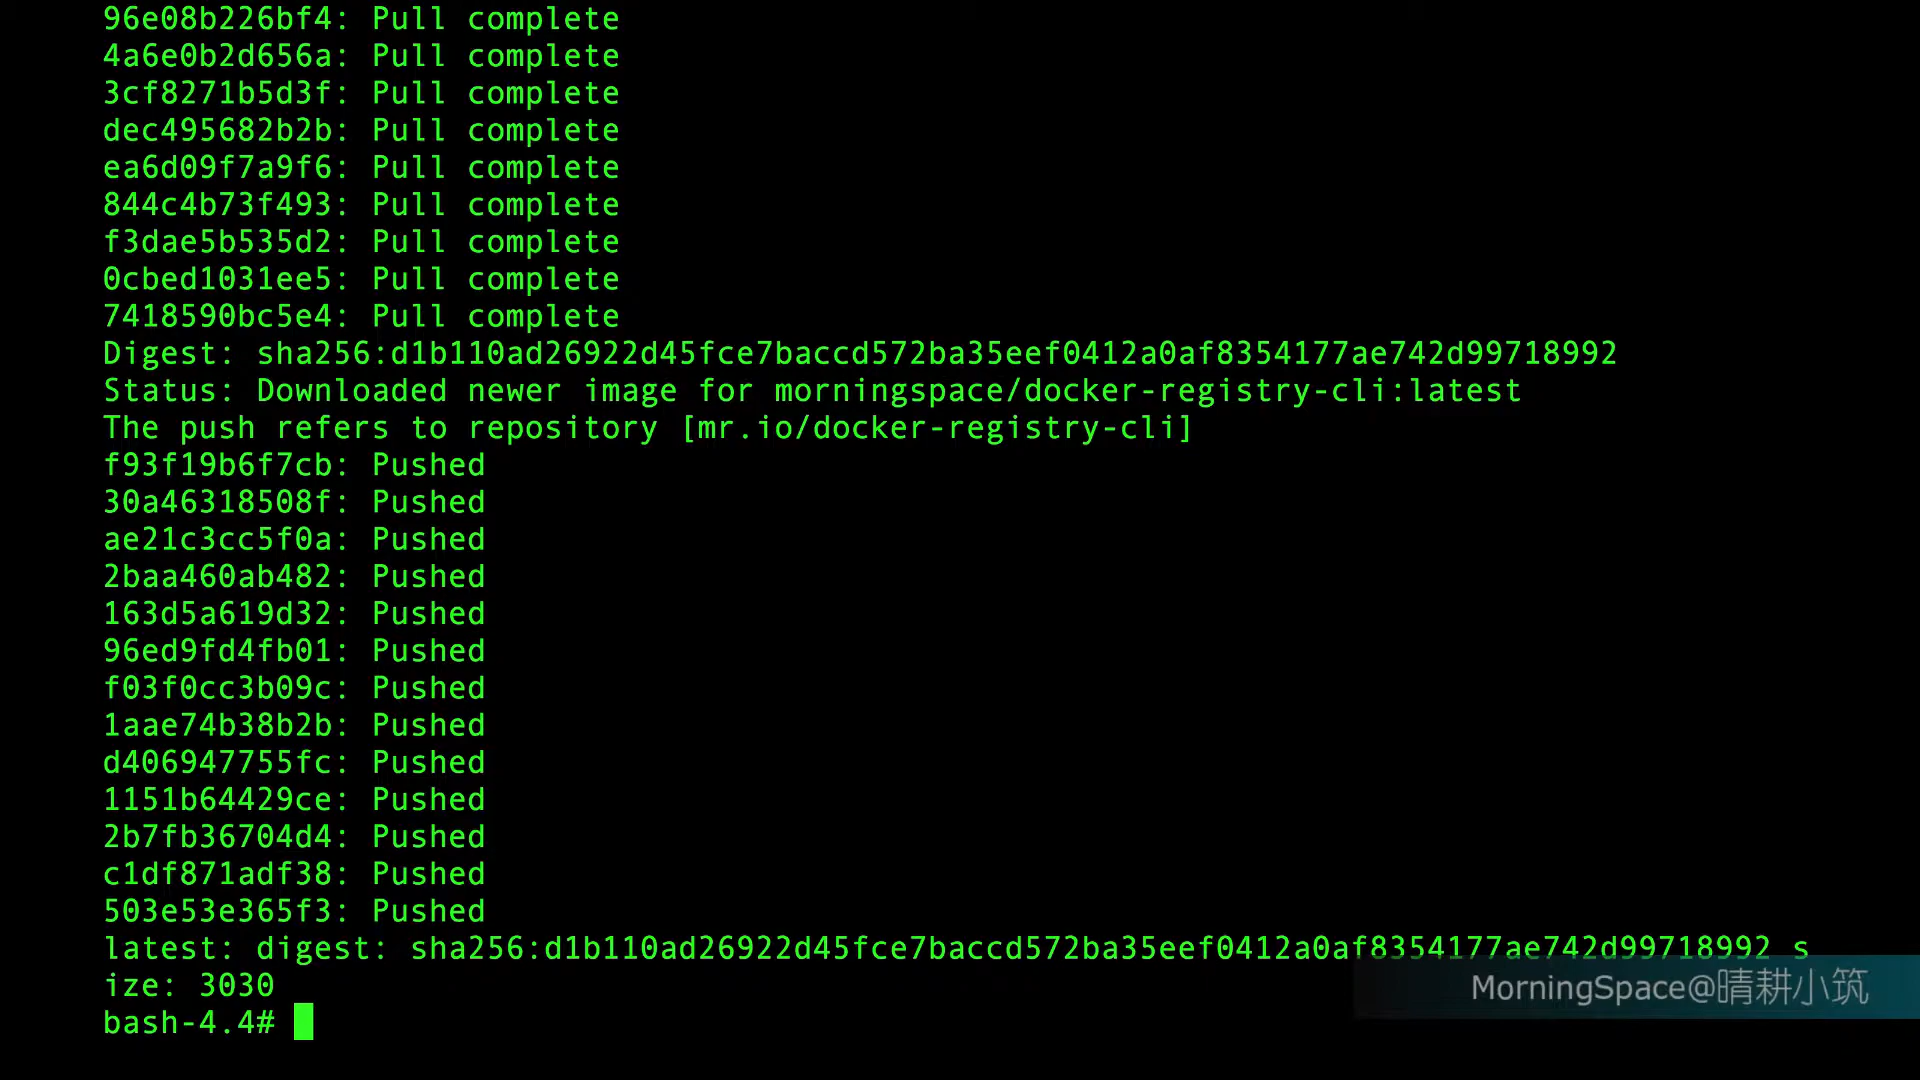 96e08b226bf4: Pull complete
4a6e0b2d656a: Pull complete
3cf8271b5d3f: Pull complete
dec495682b2b: Pull complete
ea6d09f7a9f6: Pull complete
844c4b73f493: Pull complete
f3dae5b535d2: Pull complete
0cbed1031ee5: Pull complete
7418590bc5e4: Pull complete
Digest: sha256:d1b110ad26922d45fce7baccd572ba35eef0412a0af8354177ae742d99718992
Status: Downloaded newer image for morningspace/docker-registry-cli:latest
The push refers to repository [mr.io/docker-registry-cli]
f93f19b6f7cb: Pushed
30a46318508f: Pushed
ae21c3cc5f0a: Pushed
2baa460ab482: Pushed
163d5a619d32: Pushed
96ed9fd4fb01: Pushed
f03f0cc3b09c: Pushed
1aae74b38b2b: Pushed
d406947755fc: Pushed
1151b64429ce: Pushed
2b7fb36704d4: Pushed
c1df871adf38: Pushed
503e53e365f3: Pushed
latest: digest: sha256:d1b110ad26922d45fce7baccd572ba35eef0412a0af8354177ae742d99718992 s
ize: 3030
MorningSpace@晴耕小筑
bash-4.4#